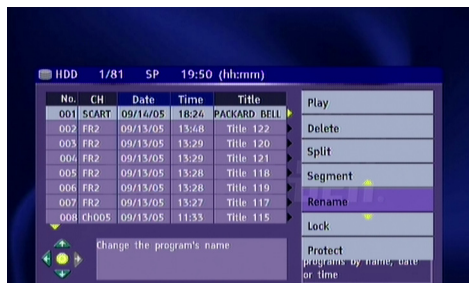 HDD 1/81 SP 19:50 (hh:mm)
No. CH Date Time Title
001 SCART 09/14/05 18:24 PACKARD BELL
002 FR2 09/13/05 13:48 Title 122
003 FR2 09/13/05 13:29 Title 120
004 FR2 09/13/05 13:29 Title 121
005 FR2 09/13/05 13:28 Title 118
006 FR2 09/13/05 13:28 Title 119
007 FR2 09/13/05 13:27 Title 117
008 Ch005 09/13/05 11:33 Title 115
Play
Delete
Split
Segment
Rename
Lock
Protect
Change the program's name
programs by name, date
or time